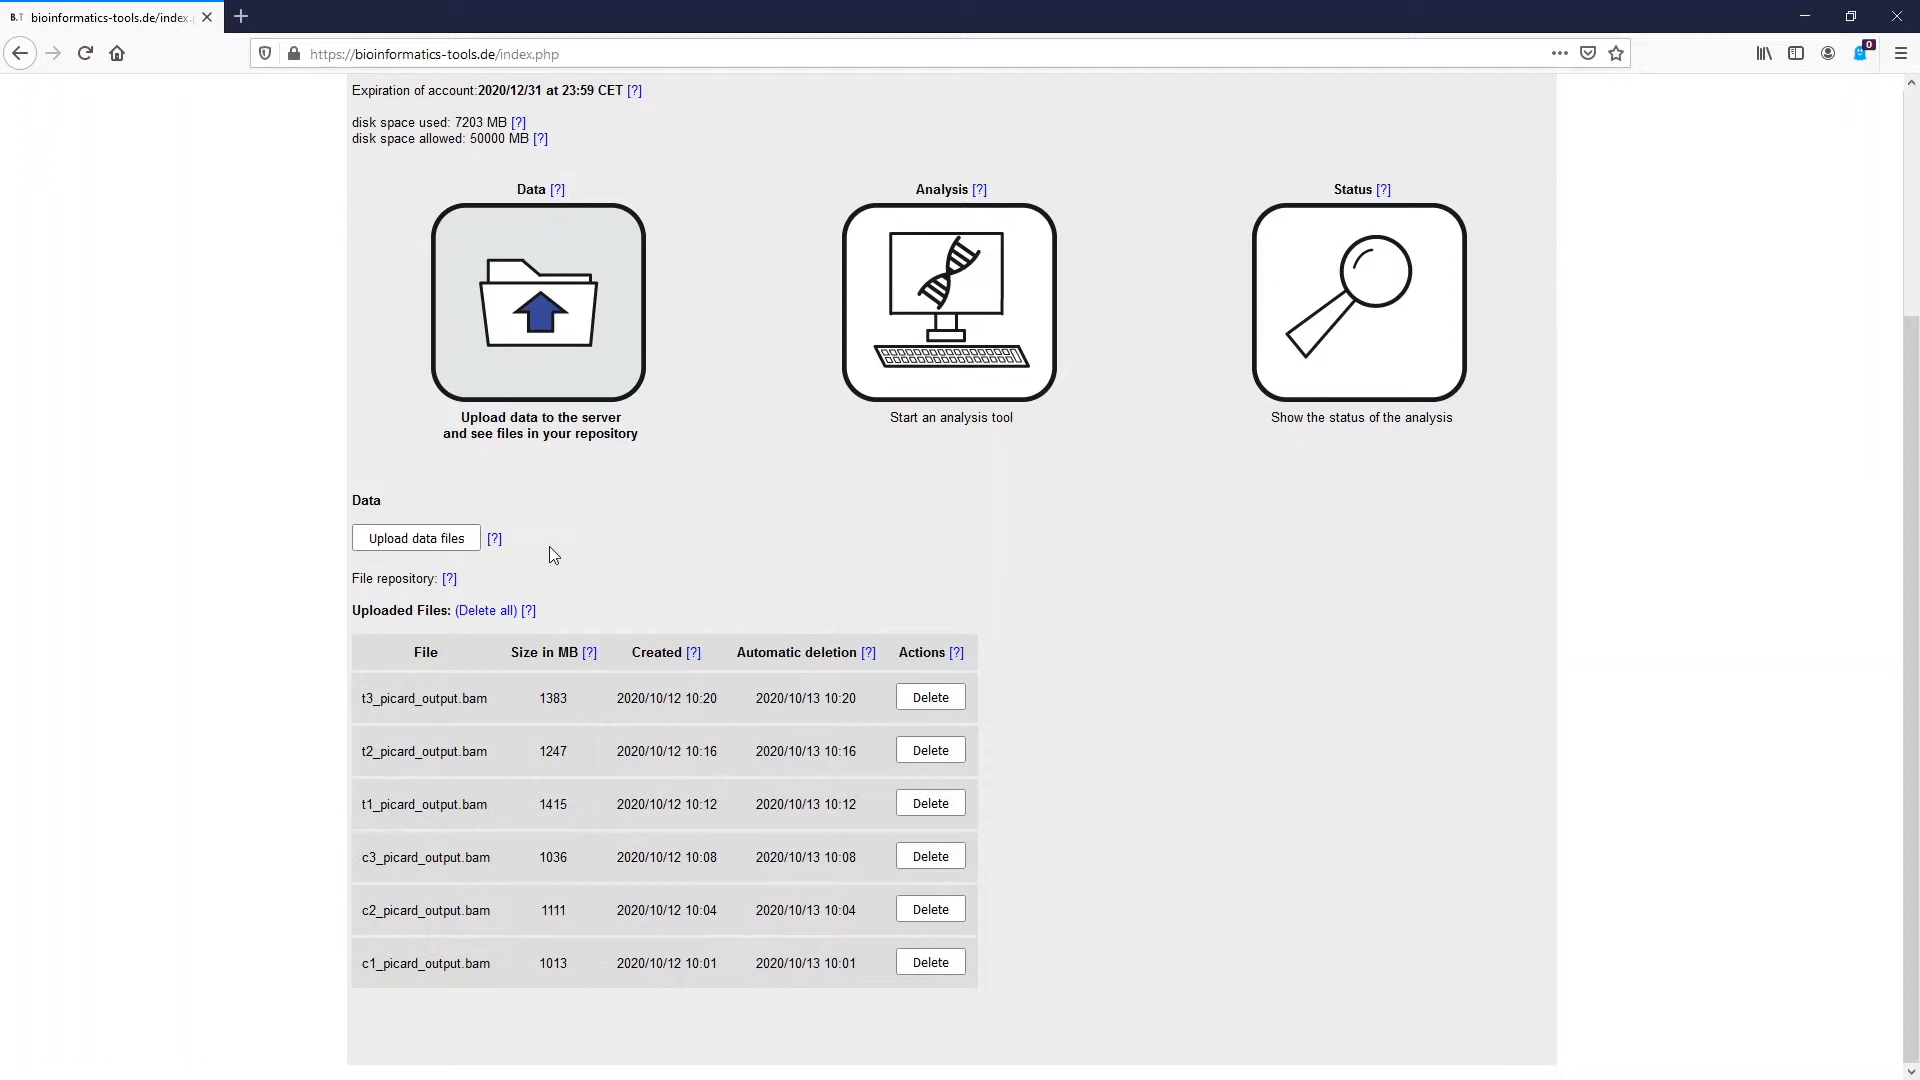 B.T bioinformatics-tools.de/index.
https://bioinformatics-tools.de/index.php
0
Expiration of account:2020/12/31 at 23:59 CET [?]
disk space used: 7203 MB [?]
disk space allowed: 50000 MB [?]
Data [?]
Analysis [?]
Status [?]
Upload data to the server
and see files in your repository
Start an analysis tool
Show the status of the analysis
Data
Upload data files [?]
File repository: [?]
Uploaded Files: (Delete all) [?]
File Size in MB [?] Created [?] Automatic deletion [?] Actions [?]
t3_picard_output.bam 1383 2020/10/12 10:20 2020/10/13 10:20 Delete
t2_picard_output.bam 1247 2020/10/12 10:16 2020/10/13 10:16 Delete
t1_picard_output.bam 1415 2020/10/12 10:12 2020/10/13 10:12 Delete
c3_picard_output.bam 1036 2020/10/12 10:08 2020/10/13 10:08 Delete
c2_picard_output.bam 1111 2020/10/12 10:04 2020/10/13 10:04 Delete
c1_picard_output.bam 1013 2020/10/12 10:01 2020/10/13 10:01 Delete